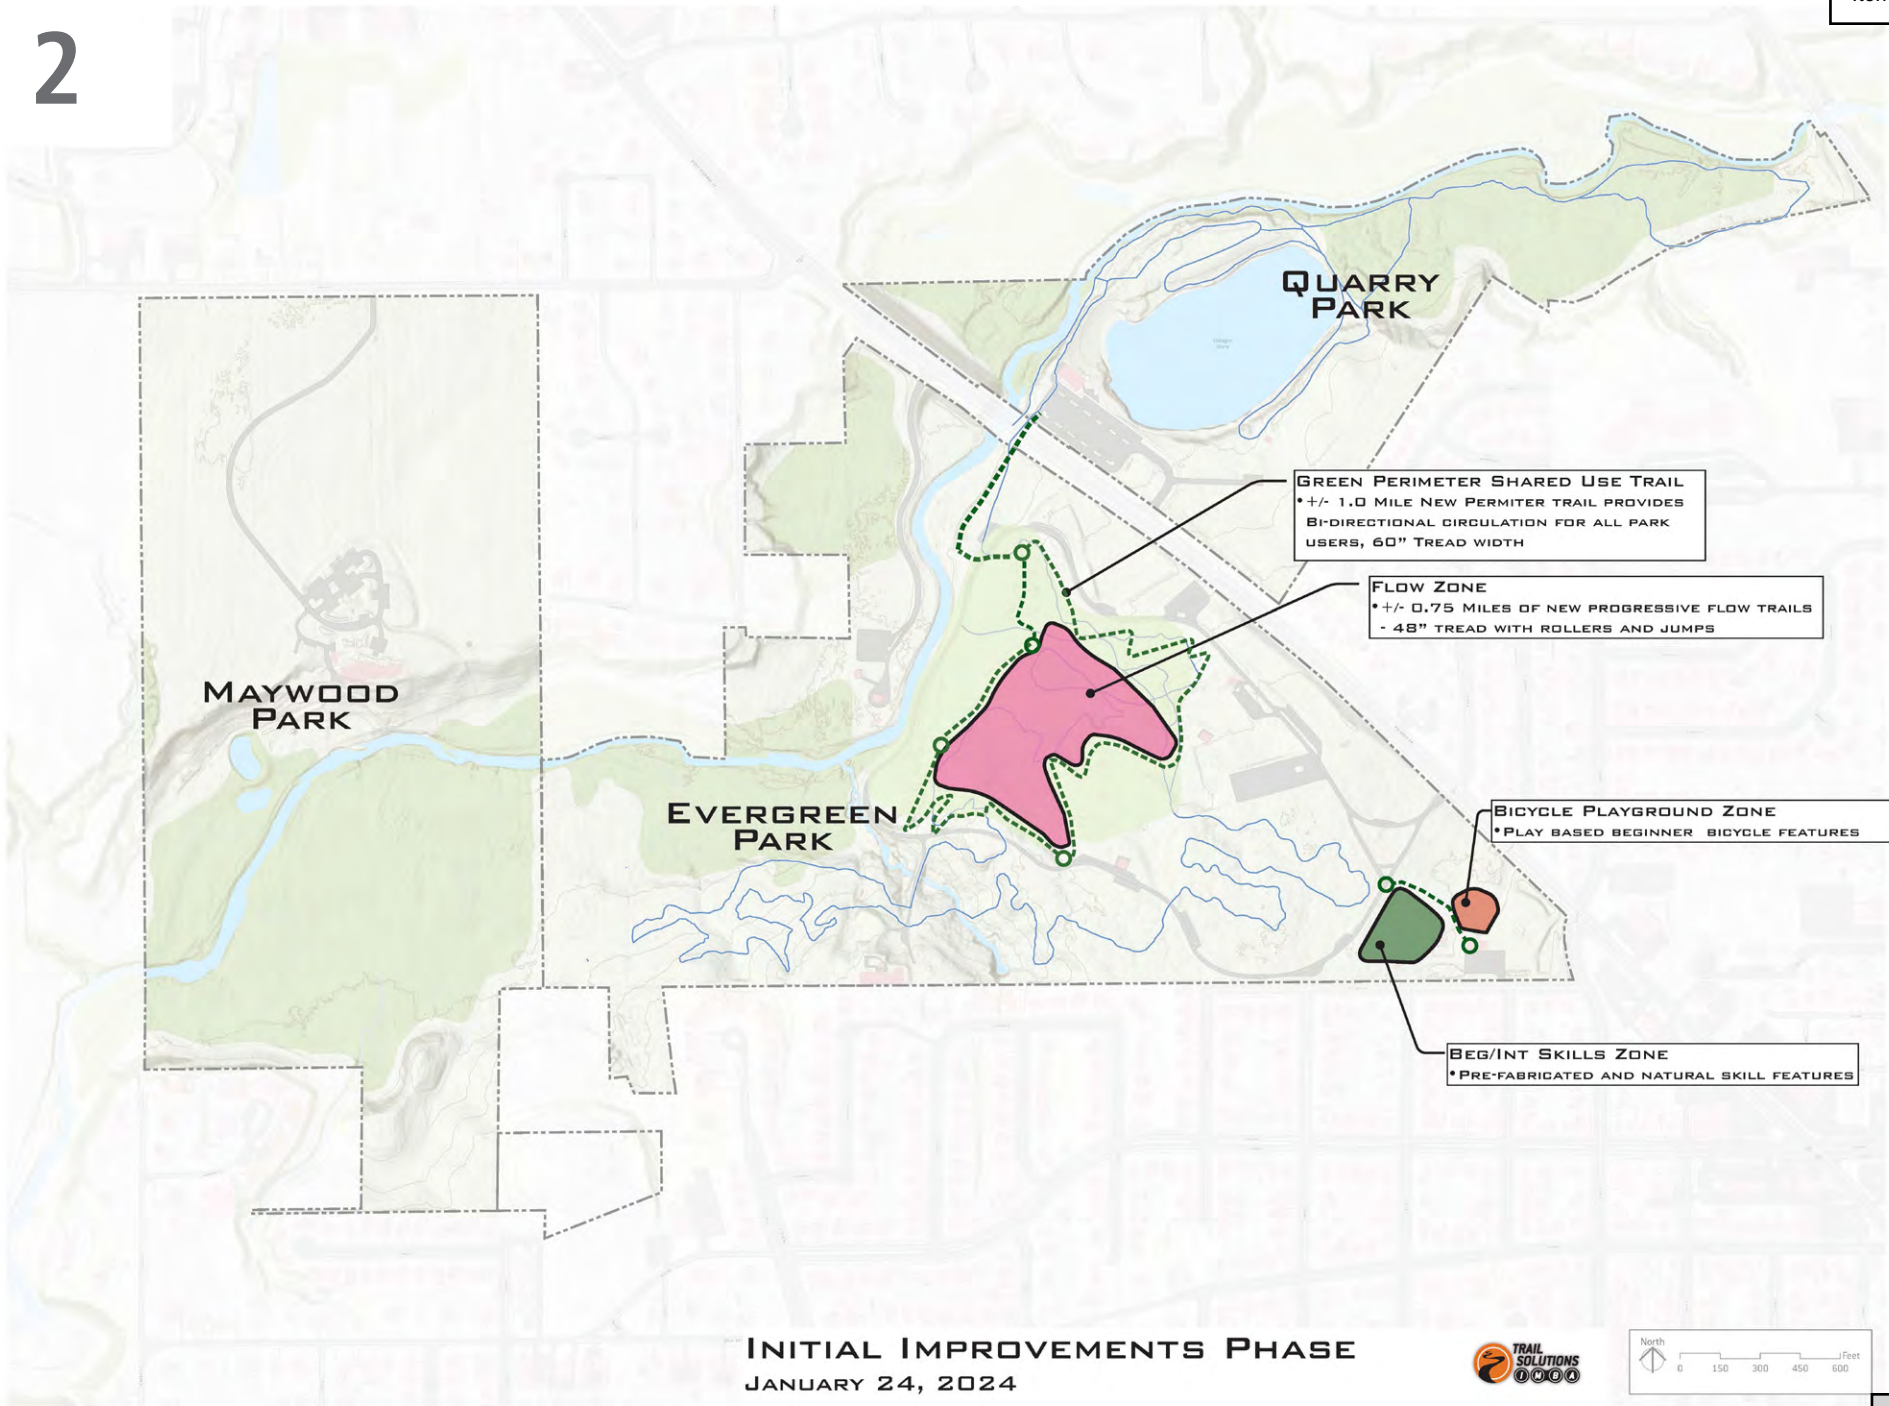 2
QUARRY
PARK
GREEN PERIMETER SHARED USE TRAIL
• +/- 1.0 MILE NEW PERMITER TRAIL PROVIDES
BI-DIRECTIONAL CIRCULATION FOR ALL PARK
USERS, 60" TREAD WIDTH
FLOW ZONE
• +/- 0.75 MILES OF NEW PROGRESSIVE FLOW TRAILS
- 48" TREAD WITH ROLLERS AND JUMPS
MAYWOOD
PARK
EVERGREEN
PARK
BICYCLE PLAYGROUND ZONE
• PLAY BASED BEGINNER BICYCLE FEATURES
BEG/INT SKILLS ZONE
• PRE-FABRICATED AND NATURAL SKILL FEATURES
INITIAL IMPROVEMENTS PHASE
JANUARY 24, 2024
TRAIL
SOLUTIONS
IMBA
North
Feet
0 150 300 450 600